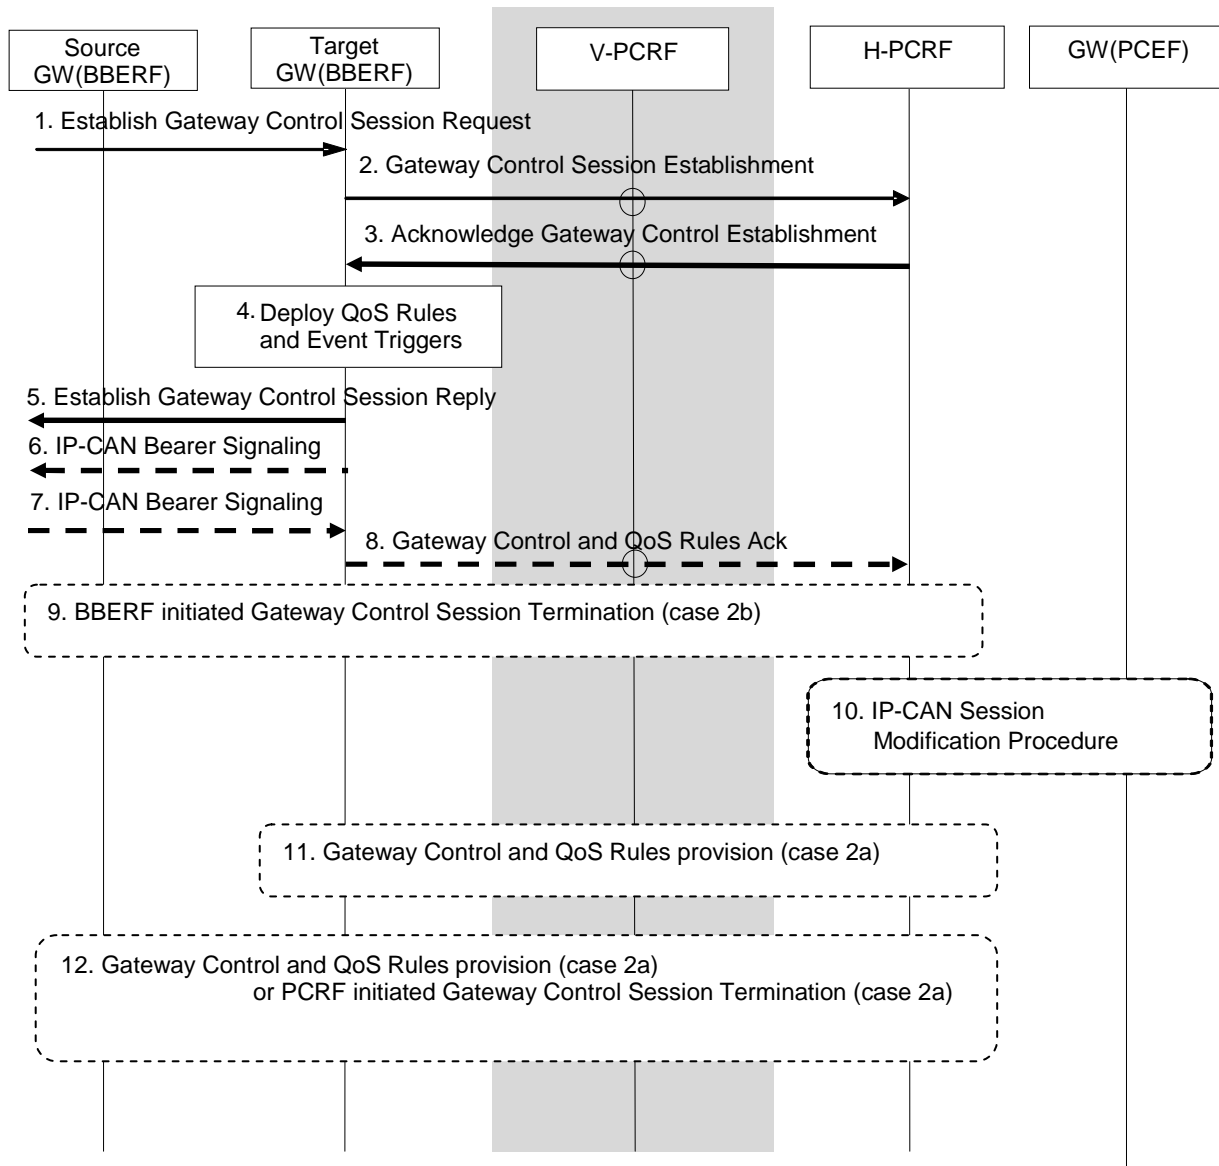 Source
GW(BBERF)
Target
GW(BBERF)
V-PCRF
H-PCRF
GW(PCEF)
1. Establish Gateway Control Session Request
2. Gateway Control Session Establishment
3. Acknowledge Gateway Control Establishment
4. Deploy QoS Rules
and Event Triggers
5. Establish Gateway Control Session Reply
6. IP-CAN Bearer Signaling
7. IP-CAN Bearer Signaling
8. Gateway Control and QoS Rules Ack
9. BBERF initiated Gateway Control Session Termination (case 2b)
10. IP-CAN Session
Modification Procedure
11. Gateway Control and QoS Rules provision (case 2a)
12. Gateway Control and QoS Rules provision (case 2a)
or PCRF initiated Gateway Control Session Termination (case 2a)